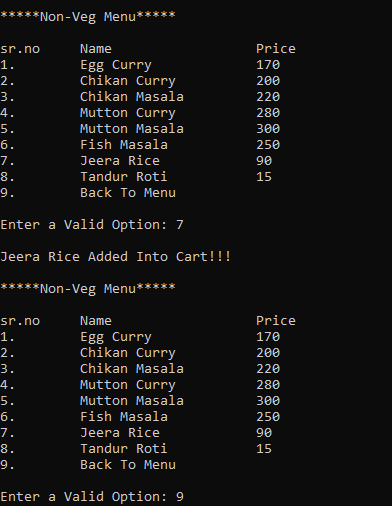 *****Non-Veg Menu*****
sr.no Name Price
1. Egg Curry 170
2. Chikan Curry 200
3. Chikan Masala 220
4. Mutton Curry 280
5. Mutton Masala 300
6. Fish Masala 250
7. Jeera Rice 90
8. Tandur Roti 15
9. Back To Menu
Enter a Valid Option: 7
Jeera Rice Added Into Cart!!!
*****Non-Veg Menu*****
sr.no Name Price
1. Egg Curry 170
2. Chikan Curry 200
3. Chikan Masala 220
4. Mutton Curry 280
5. Mutton Masala 300
6. Fish Masala 250
7. Jeera Rice 90
8. Tandur Roti 15
9. Back To Menu
Enter a Valid Option: 9